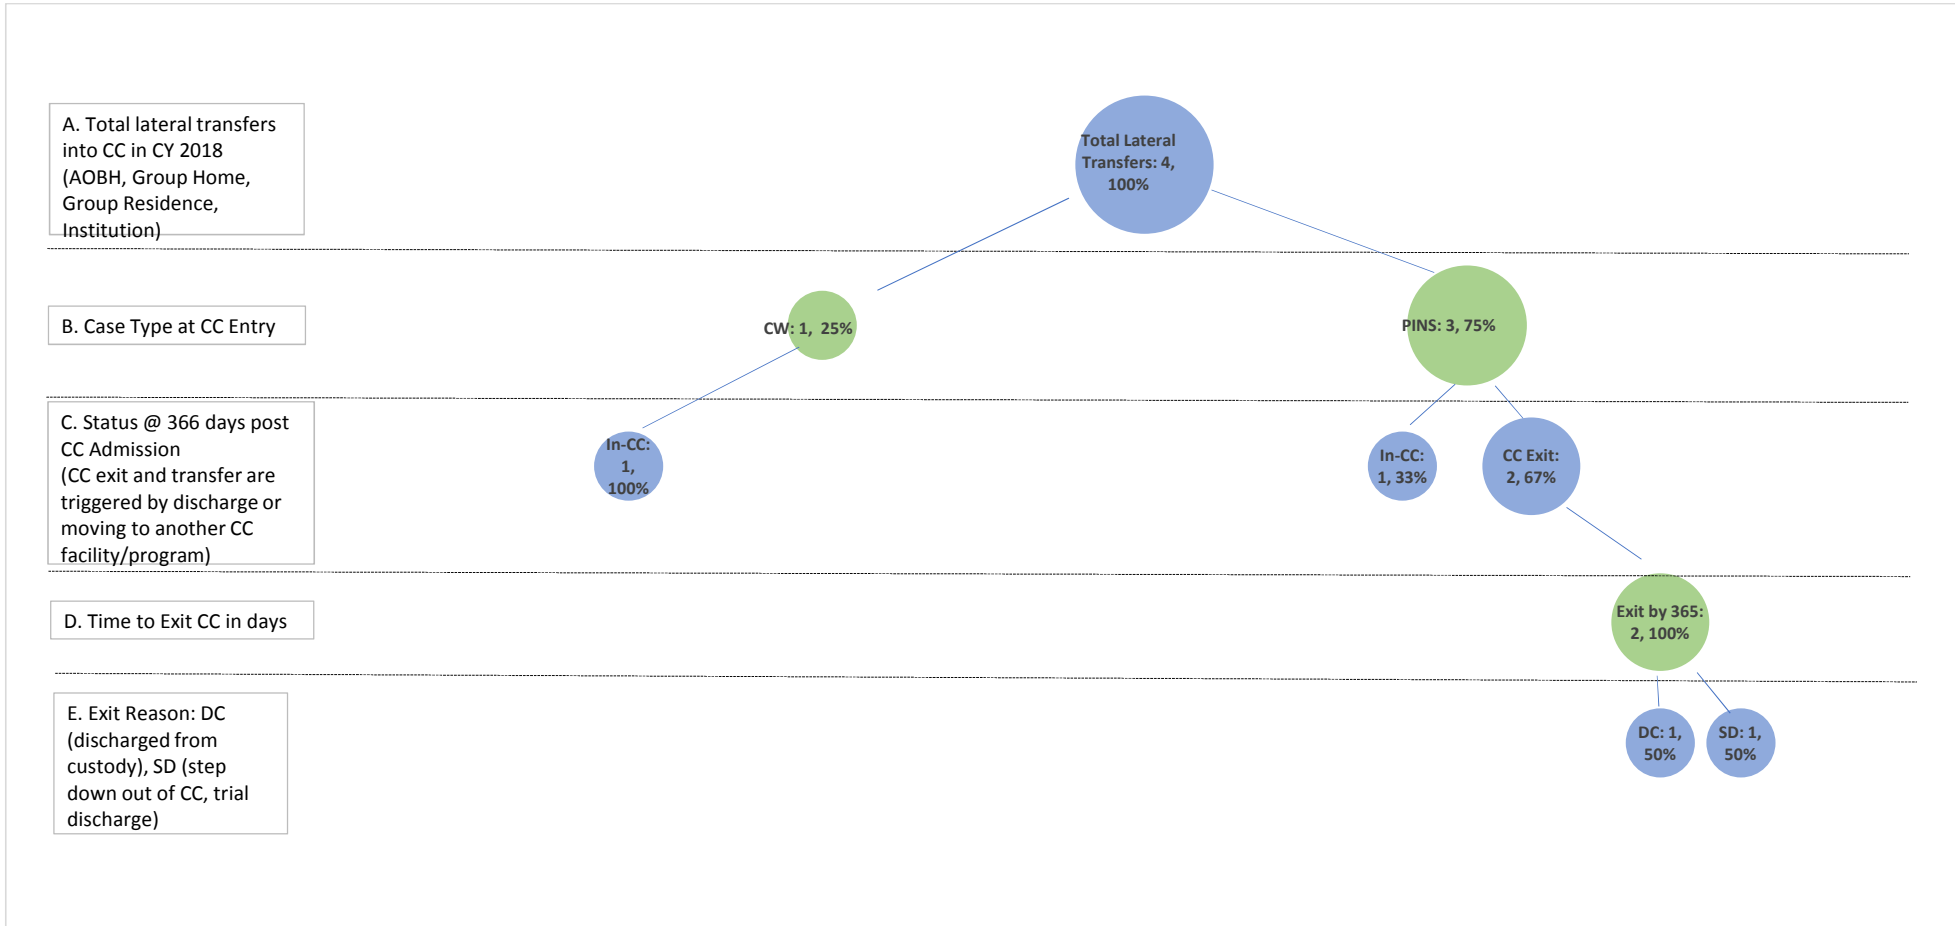 A. Total lateral transfers
into CC in CY 2018
(AOBH, Group Home,
Group Residence,
Institution)
Total Lateral
Transfers: 4,
100%
B. Case Type at CC Entry
CW: 1, 25%
PINS: 3, 75%
C. Status @ 366 days post
CC Admission
(CC exit and transfer are
triggered by discharge or
moving to another CC
facility/program)
In-CC:
1,
100%
In-CC:
1, 33%
CC Exit:
2, 67%
D. Time to Exit CC in days
Exit by 365:
2, 100%
E. Exit Reason: DC
(discharged from
custody), SD (step
down out of CC, trial
discharge)
DC: 1,
50%
SD: 1,
50%